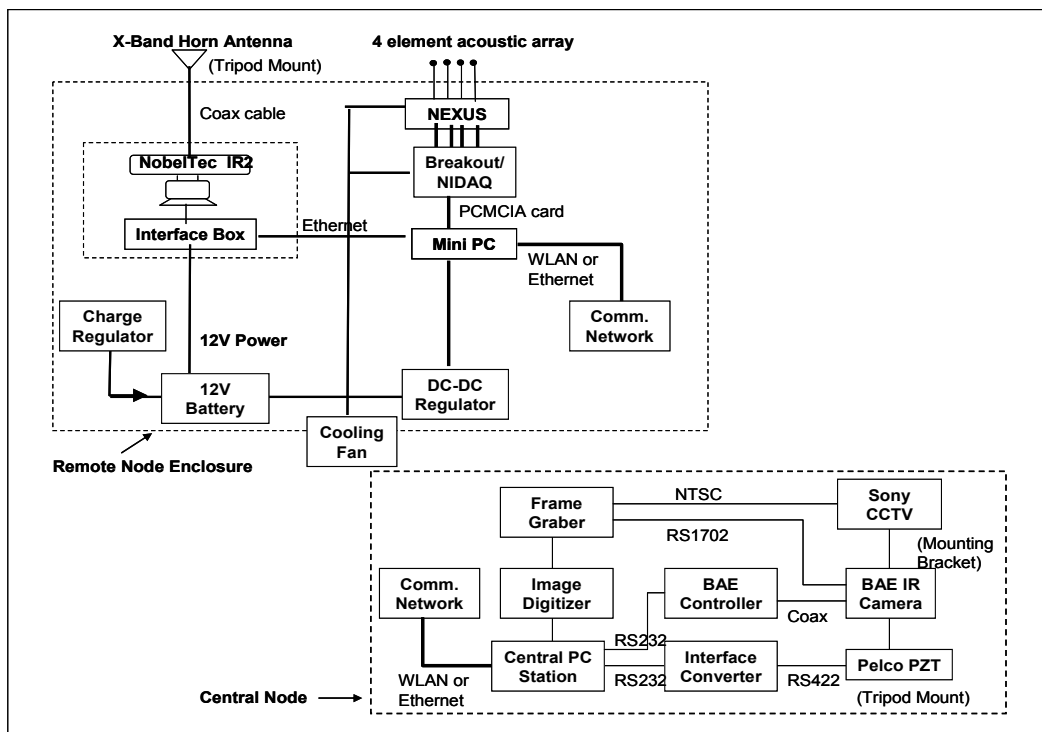 X-Band Horn Antenna
(Tripod Mount)
4 element acoustic array
Coax cable
NEXUS
NobelTec IR2
Breakout/
NIDAQ
PCMCIA card
Interface Box
Ethernet
Mini PC
WLAN or
Ethernet
Charge
Regulator
Comm.
Network
12V Power
12V
Battery
DC-DC
Regulator
Cooling
Fan
Remote Node Enclosure
Frame
Graber
NTSC
Sony
CCTV
RS1702
(Mounting
Bracket)
Comm.
Network
Image
Digitizer
BAE
Controller
BAE IR
Camera
Coax
RS232
Central PC
Station
RS232
Interface
Converter
RS422
Pelco PZT
(Tripod Mount)
WLAN or
Ethernet
Central Node